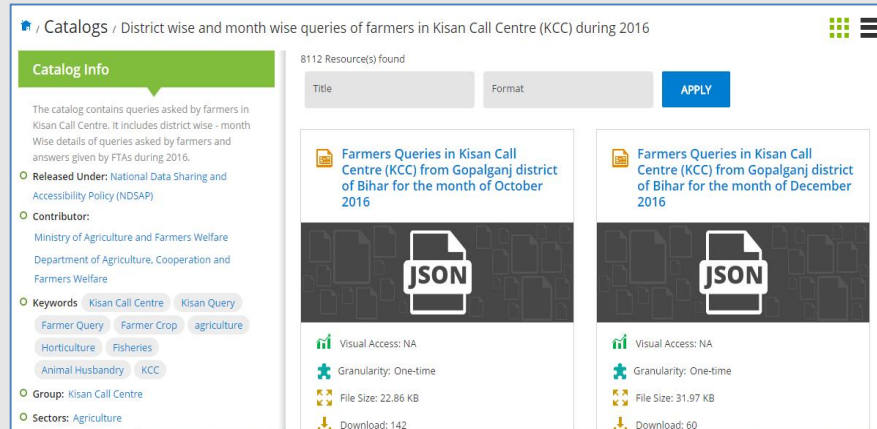 / Catalogs / District wise and month wise queries of farmers in Kisan Call Centre (KCC) during 2016
Catalog Info
The catalog contains queries asked by farmers in
Kisan Call Centre. It includes district wise - month
Wise details of queries asked by farmers and
answers given by FTAs during 2016.
Released Under: National Data Sharing and
Accessibility Policy (NDSAP)
Contributor:
Ministry of Agriculture and Farmers Welfare
Department of Agriculture, Cooperation and
Farmers Welfare
Keywords Kisan Call Centre Kisan Query
Farmer Query Farmer Crop agriculture
Horticulture Fisheries
Animal Husbandry KCC
Group: Kisan Call Centre
Sectors: Agriculture
8112 Resource(s) found
Title Format APPLY
Farmers Queries in Kisan Call
Centre (KCC) from Gopalganj district
of Bihar for the month of October
2016
JSON
Visual Access: NA
Granularity: One-time
File Size: 22.86 KB
Download: 142
Farmers Queries in Kisan Call
Centre (KCC) from Gopalganj district
of Bihar for the month of December
2016
JSON
Visual Access: NA
Granularity: One-time
File Size: 31.97 KB
Download: 60